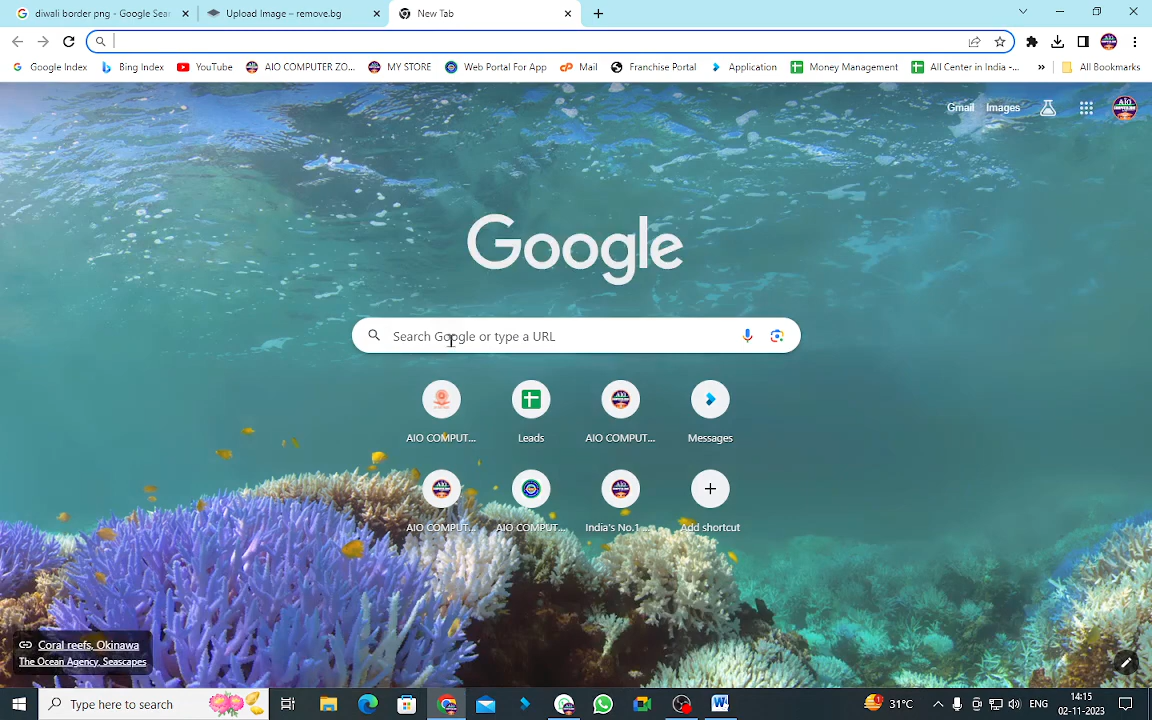 diwali border png - Google Sear
Upload Image – remove.bg
New Tab
Google Index
Bing Index
YouTube
AIO COMPUTER ZO...
MY STORE
Web Portal For App
cP Mail
Franchise Portal
Application
Money Management
All Center in India -...
»
All Bookmarks
Gmail
Images
Google
Search Google or type a URL
AIO COMPUT...
Leads
AIO COMPUT...
Messages
AIO COMPUT...
AIO COMPUT...
India's No.1 ...
Add shortcut
Coral reefs, Okinawa
The Ocean Agency, Seascapes
Type here to search
31°C
ENG
14:15
02-11-2023